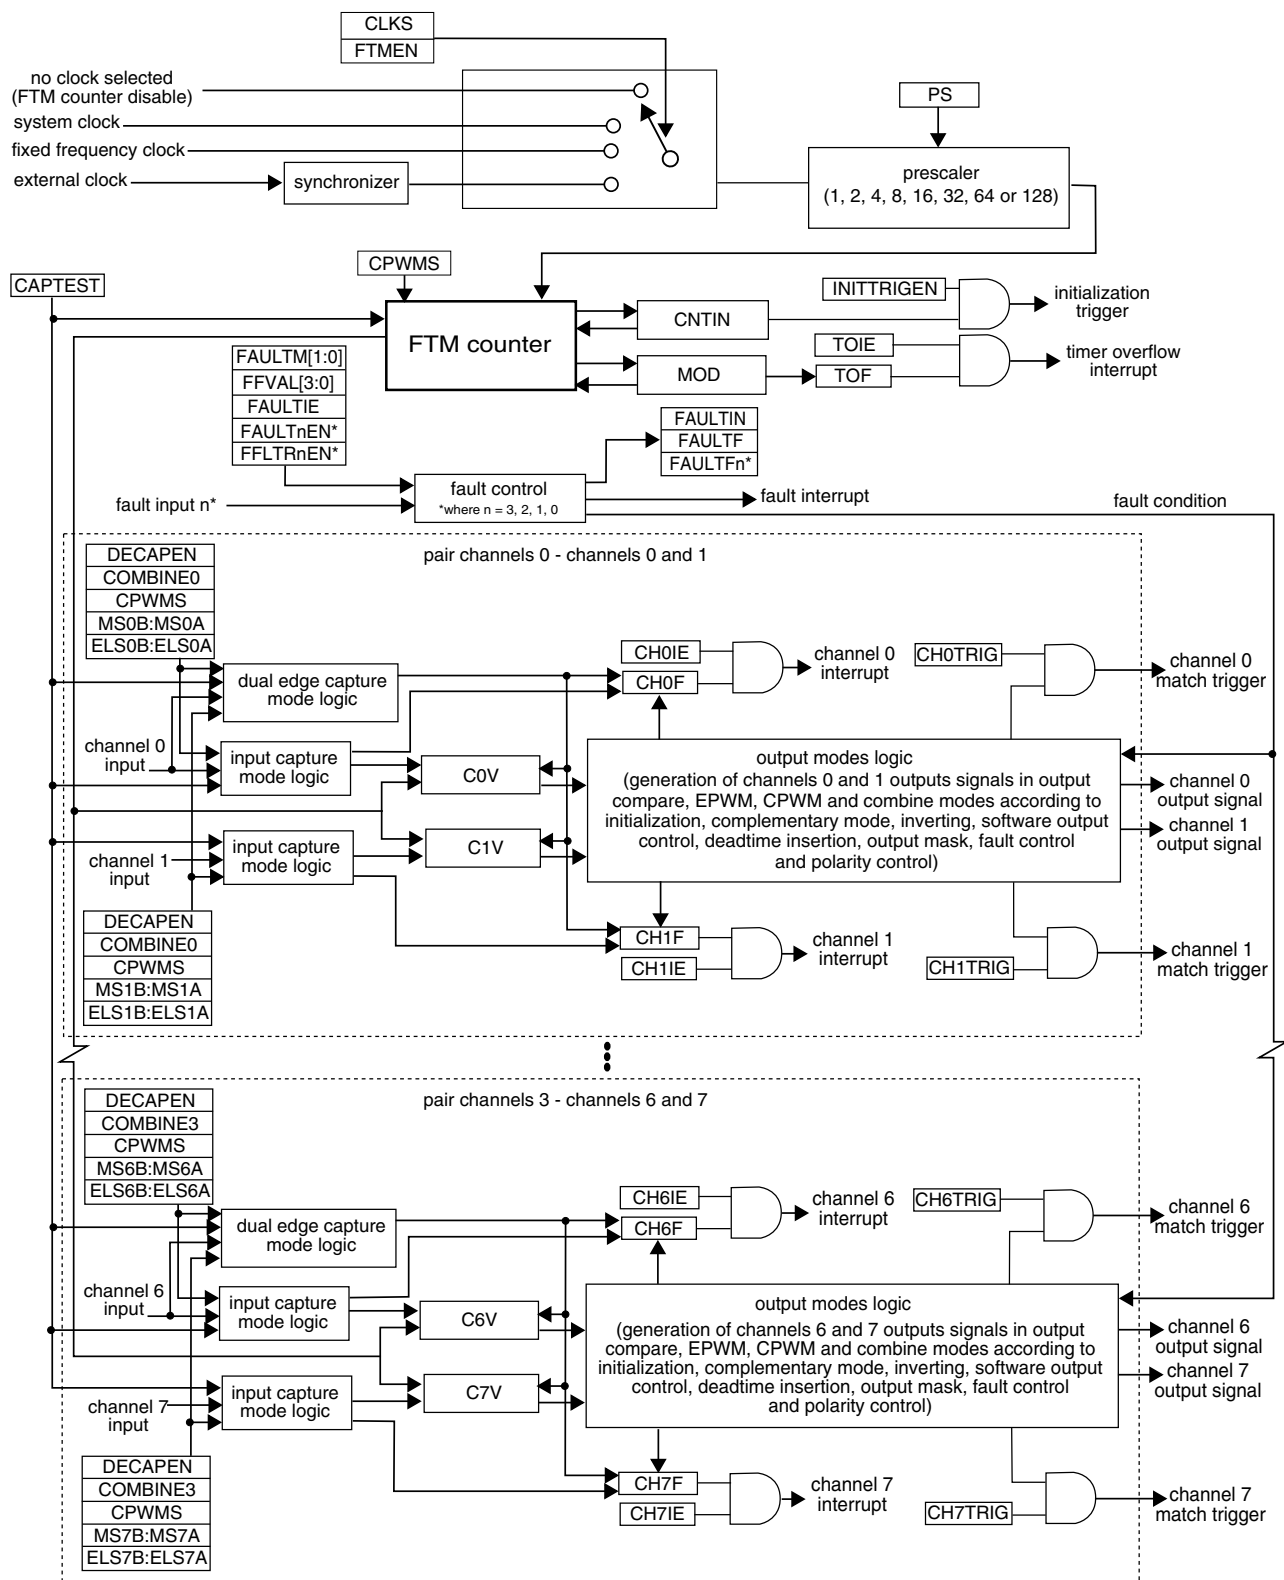 CLKS
FTMEN
no clock selected
(FTM counter disable)
system clock
fixed frequency clock
external clock
synchronizer
PS
prescaler
(1, 2, 4, 8, 16, 32, 64 or 128)
CPWMS
CAPTEST
FTM counter
CNTIN
MOD
INITTRIGEN
initialization
trigger
TOIE
TOF
timer overflow
interrupt
FAULTM[1:0]
FFVAL[3:0]
FAULTIE
FAULTnEN*
FFLTRnEN*
FAULTIN
FAULTF
FAULTFn*
fault input n*
fault control
*where n = 3, 2, 1, 0
fault interrupt
fault condition
pair channels 0 - channels 0 and 1
DECAPEN
COMBINE0
CPWMS
MS0B:MS0A
ELS0B:ELS0A
dual edge capture
mode logic
channel 0
input
input capture
mode logic
C0V
CH0IE
CH0F
channel 0
interrupt
CH0TRIG
channel 0
match trigger
output modes logic
(generation of channels 0 and 1 outputs signals in output
compare, EPWM, CPWM and combine modes according to
initialization, complementary mode, inverting, software output
control, deadtime insertion, output mask, fault control
and polarity control)
channel 0
output signal
channel 1
output signal
channel 1
input
input capture
mode logic
C1V
DECAPEN
COMBINE0
CPWMS
MS1B:MS1A
ELS1B:ELS1A
CH1F
CH1IE
channel 1
interrupt
CH1TRIG
channel 1
match trigger
pair channels 3 - channels 6 and 7
DECAPEN
COMBINE3
CPWMS
MS6B:MS6A
ELS6B:ELS6A
dual edge capture
mode logic
channel 6
input
input capture
mode logic
C6V
CH6IE
CH6F
channel 6
interrupt
CH6TRIG
channel 6
match trigger
output modes logic
(generation of channels 6 and 7 outputs signals in output
compare, EPWM, CPWM and combine modes according to
initialization, complementary mode, inverting, software output
control, deadtime insertion, output mask, fault control
and polarity control)
channel 6
output signal
channel 7
output signal
channel 7
input
input capture
mode logic
C7V
DECAPEN
COMBINE3
CPWMS
MS7B:MS7A
ELS7B:ELS7A
CH7F
CH7IE
channel 7
interrupt
CH7TRIG
channel 7
match trigger